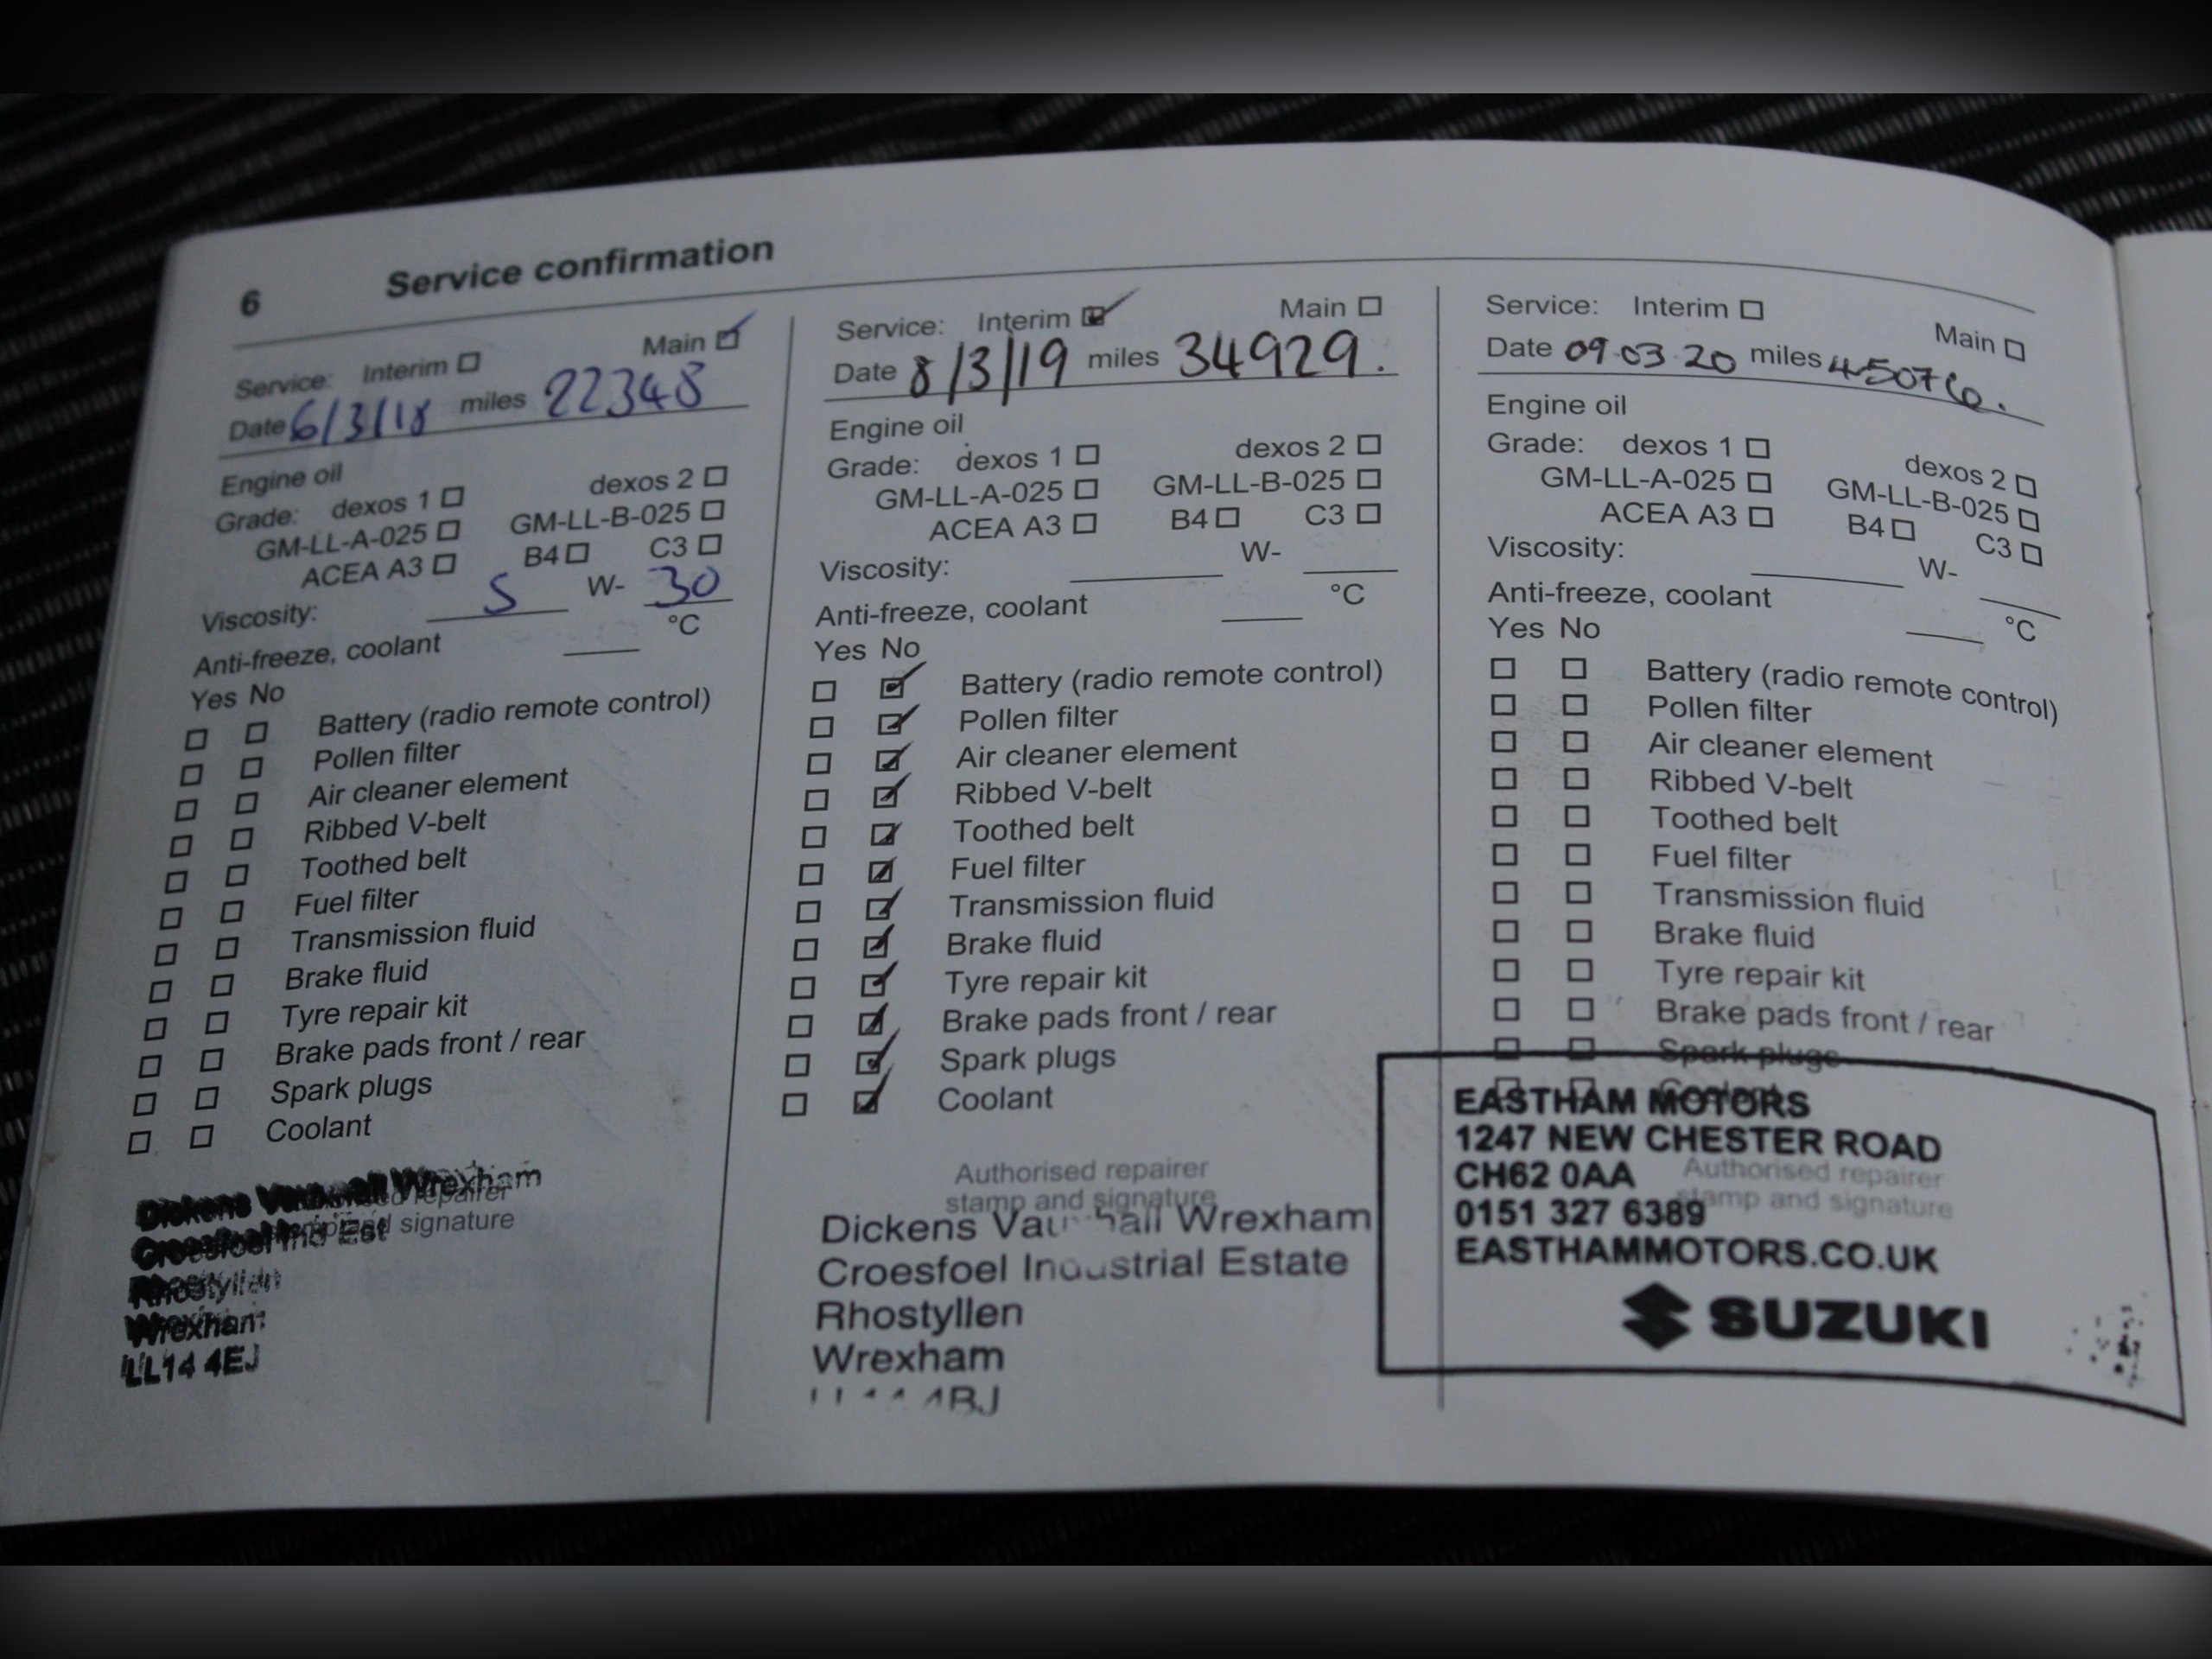 6 Service confirmation
Service: Interim ☐ Main ☑
Date 6/3/18 miles 22348
Engine oil
Grade: dexos 1 ☐ dexos 2 ☐
GM-LL-A-025 ☐ GM-LL-B-025 ☐
ACEA A3 ☐ B4 ☐ C3 ☐
Viscosity: 5 W- 30
Anti-freeze, coolant °C
Yes No
☐ ☐ Battery (radio remote control)
☐ ☐ Pollen filter
☐ ☐ Air cleaner element
☐ ☐ Ribbed V-belt
☐ ☐ Toothed belt
☐ ☐ Fuel filter
☐ ☐ Transmission fluid
☐ ☐ Brake fluid
☐ ☐ Tyre repair kit
☐ ☐ Brake pads front / rear
☐ ☐ Spark plugs
☐ ☐ Coolant
Dickens Vauxhall Wrexham
Croesfoel Ind Est
and signature
Rhostyllen
Wrexham
LL14 4EJ
Service: Interim ☑ Main ☐
Date 8/3/19 miles 34929.
Engine oil
Grade: dexos 1 ☐ dexos 2 ☐
GM-LL-A-025 ☐ GM-LL-B-025 ☐
ACEA A3 ☐ B4 ☐ C3 ☐
Viscosity: W-
Anti-freeze, coolant °C
Yes No
☐ ☑ Battery (radio remote control)
☐ ☑ Pollen filter
☐ ☑ Air cleaner element
☐ ☑ Ribbed V-belt
☐ ☑ Toothed belt
☐ ☑ Fuel filter
☐ ☑ Transmission fluid
☐ ☑ Brake fluid
☐ ☑ Tyre repair kit
☐ ☑ Brake pads front / rear
☐ ☑ Spark plugs
☐ ☑ Coolant
Authorised repairer
stamp and signature
Dickens Vauxhall Wrexham
Croesfoel Industrial Estate
Rhostyllen
Wrexham
Service: Interim ☐ Main ☐
Date 09.03 20 miles 45076.
Engine oil
Grade: dexos 1 ☐ dexos 2 ☐
GM-LL-A-025 ☐ GM-LL-B-025 ☐
ACEA A3 ☐ B4 ☐ C3 ☐
Viscosity: W-
Anti-freeze, coolant °C
Yes No
☐ ☐ Battery (radio remote control)
☐ ☐ Pollen filter
☐ ☐ Air cleaner element
☐ ☐ Ribbed V-belt
☐ ☐ Toothed belt
☐ ☐ Fuel filter
☐ ☐ Transmission fluid
☐ ☐ Brake fluid
☐ ☐ Tyre repair kit
☐ ☐ Brake pads front / rear
☐ ☐ Spark plugs
☐ ☐ Coolant
EASTHAM MOTORS
1247 NEW CHESTER ROAD
CH62 0AA
Authorised repairer
stamp and signature
0151 327 6389
EASTHAMMOTORS.CO.UK
SUZUKI